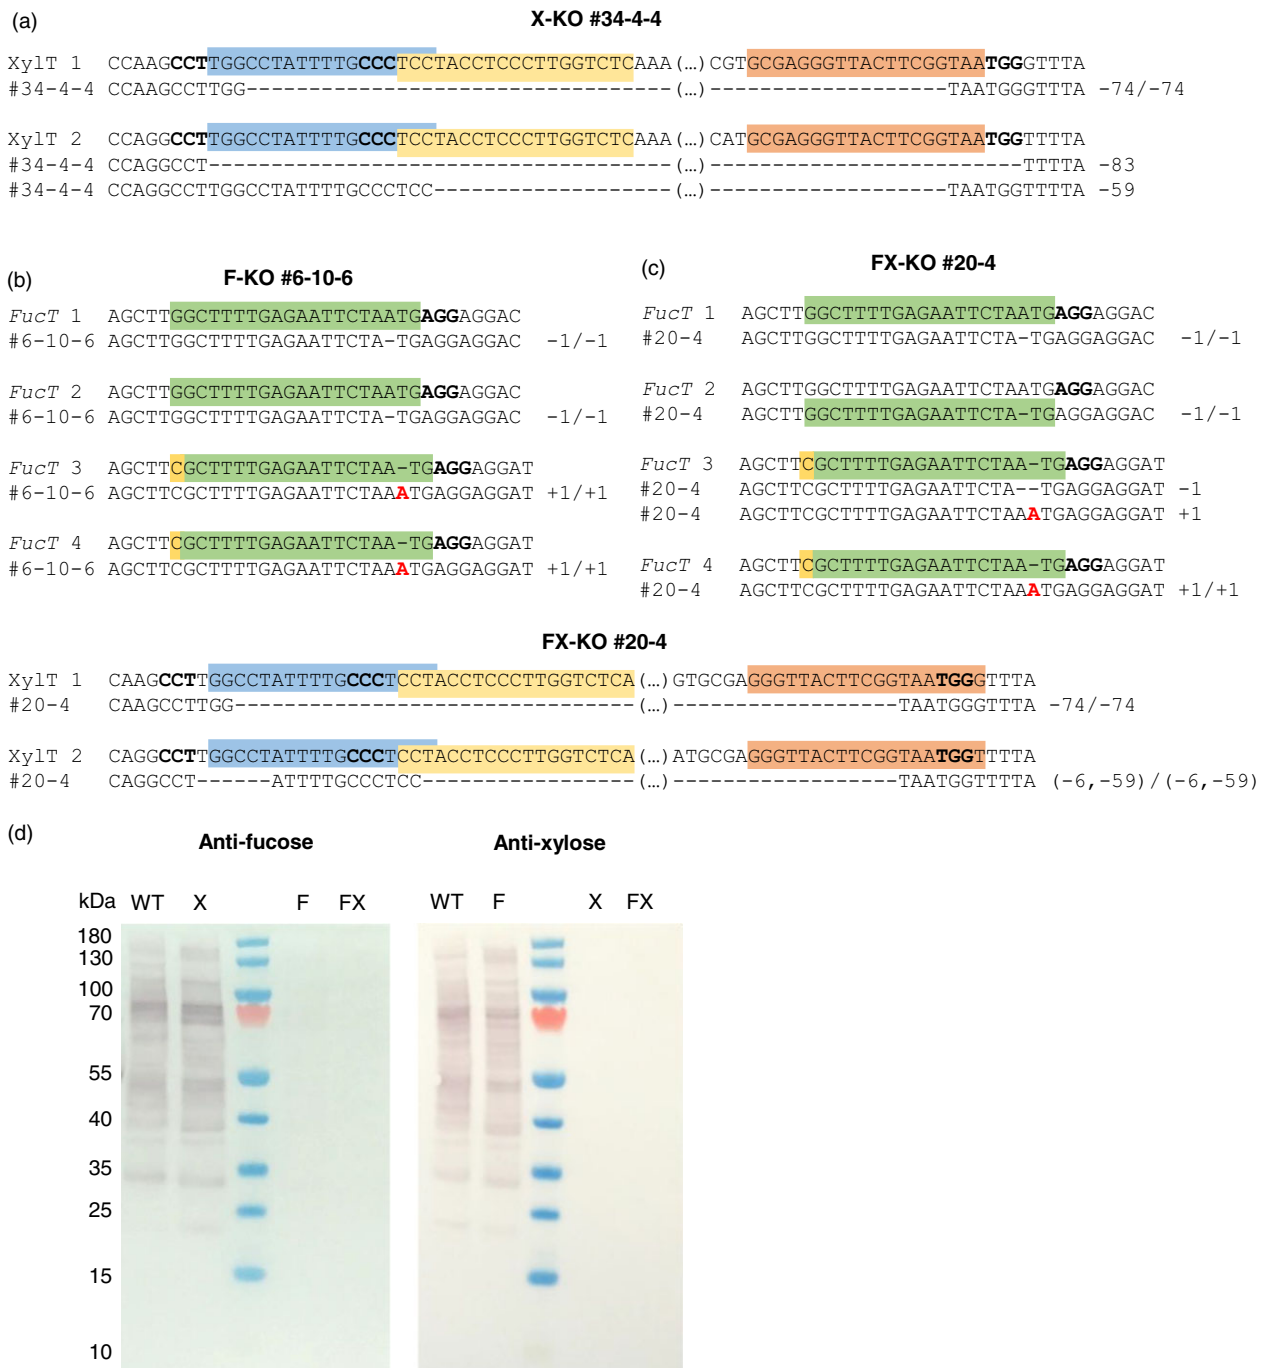 (a)
X-KO #34-4-4
XylT 1 CCAAGCCTTGGCCTATTTTGCCCTCCTACCTCCCTTGGTCTCAAA(…)CGTGCGAGGGTTACTTCGGTAATGGGTTTA
#34-4-4 CCAAGCCTTGG----------------------------------(…)-------------------TAATGGGTTTA -74/-74
XylT 2 CCAGGCCTTGGCCTATTTTGCCCTCCTACCTCCCTTGGTCTCAAA(…)CATGCGAGGGTTACTTCGGTAATGGTTTTA
#34-4-4 CCAGGCCT-------------------------------------(…)-------------------------TTTTA -83
#34-4-4 CCAGGCCTTGGCCTATTTTGCCCTCC-------------------(…)-------------------TAATGGTTTTA -59
(b)
F-KO #6-10-6
FucT 1 AGCTTGGCTTTTGAGAATTCTAATGAGGAGGAC
#6-10-6 AGCTTGGCTTTTGAGAATTCTA-TGAGGAGGAC -1/-1
FucT 2 AGCTTGGCTTTTGAGAATTCTAATGAGGAGGAC
#6-10-6 AGCTTGGCTTTTGAGAATTCTA-TGAGGAGGAC -1/-1
FucT 3 AGCTTCGCTTTTGAGAATTCTAA-TGAGGAGGAT
#6-10-6 AGCTTCGCTTTTGAGAATTCTAAATGAGGAGGAT +1/+1
FucT 4 AGCTTCGCTTTTGAGAATTCTAA-TGAGGAGGAT
#6-10-6 AGCTTCGCTTTTGAGAATTCTAAATGAGGAGGAT +1/+1
(c)
FX-KO #20-4
FucT 1 AGCTTGGCTTTTGAGAATTCTAATGAGGAGGAC
#20-4 AGCTTGGCTTTTGAGAATTCTA-TGAGGAGGAC -1/-1
FucT 2 AGCTTGGCTTTTGAGAATTCTAATGAGGAGGAC
#20-4 AGCTTGGCTTTTGAGAATTCTA-TGAGGAGGAC -1/-1
FucT 3 AGCTTCGCTTTTGAGAATTCTAA-TGAGGAGGAT
#20-4 AGCTTCGCTTTTGAGAATTCTA--TGAGGAGGAT -1
#20-4 AGCTTCGCTTTTGAGAATTCTAAATGAGGAGGAT +1
FucT 4 AGCTTCGCTTTTGAGAATTCTAA-TGAGGAGGAT
#20-4 AGCTTCGCTTTTGAGAATTCTAAATGAGGAGGAT +1/+1
FX-KO #20-4
XylT 1 CAAGCCTTGGCCTATTTTGCCCTCCTACCTCCCTTGGTCTCA(…)GTGCGAGGGTTACTTCGGTAATGGGTTTA
#20-4 CAAGCCTTGG--------------------------------(…)------------------TAATGGGTTTA -74/-74
XylT 2 CAGGCCTTGGCCTATTTTGCCCTCCTACCTCCCTTGGTCTCA(…)ATGCGAGGGTTACTTCGGTAATGGTTTTA
#20-4 CAGGCCT------ATTTTGCCCTCC-----------------(…)------------------TAATGGTTTTA (-6,-59)/(-6,-59)
(d)
Anti-fucose Anti-xylose
kDa WT X F FX WT F X FX
180
130
100
70
55
40
35
25
15
10